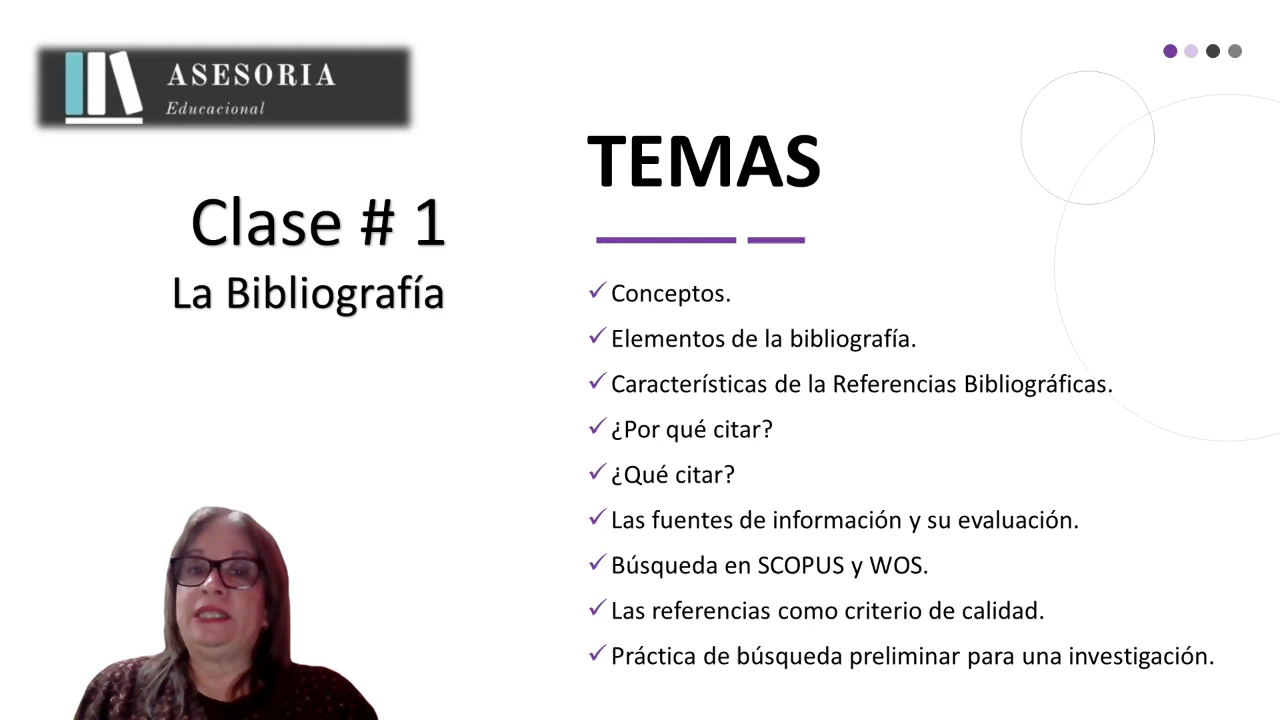 ASESORIA
Educacional
Clase # 1
La Bibliografía
TEMAS
✓ Conceptos.
✓ Elementos de la bibliografía.
✓ Características de la Referencias Bibliográficas.
✓ ¿Por qué citar?
✓ ¿Qué citar?
✓ Las fuentes de información y su evaluación.
✓ Búsqueda en SCOPUS y WOS.
✓ Las referencias como criterio de calidad.
✓ Práctica de búsqueda preliminar para una investigación.